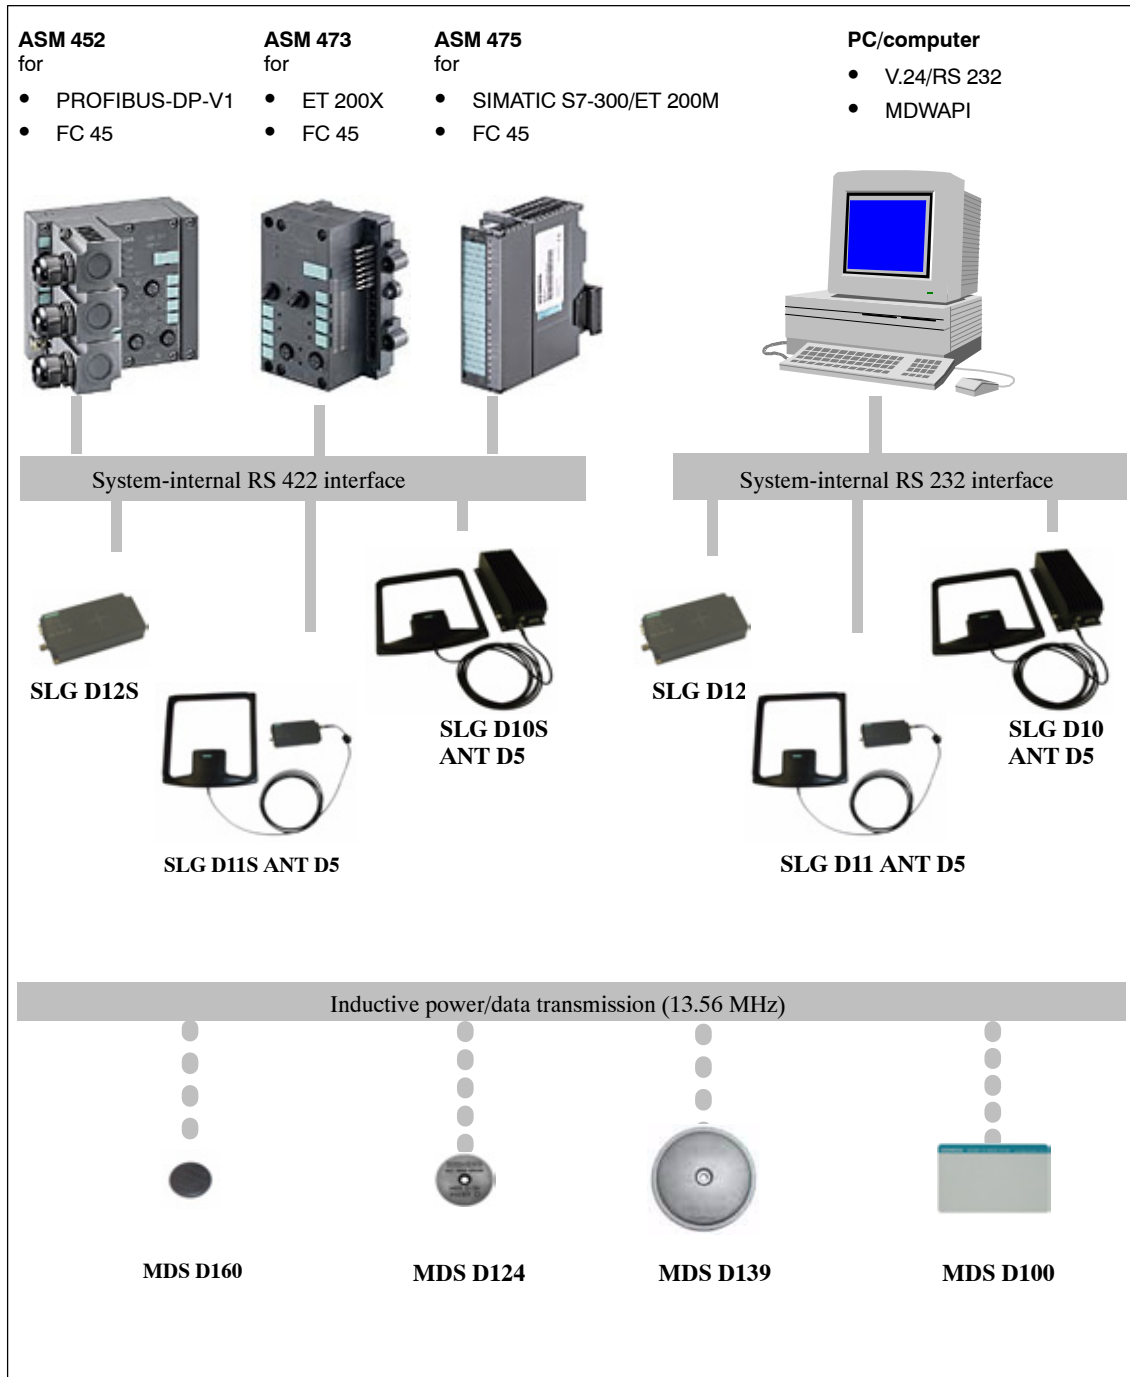 ASM 452
for
• PROFIBUS-DP-V1
• FC 45
ASM 473
for
• ET 200X
• FC 45
ASM 475
for
• SIMATIC S7-300/ET 200M
• FC 45
PC/computer
• V.24/RS 232
• MDWAPI
System-internal RS 422 interface
System-internal RS 232 interface
SLG D12S
SLG D10S
ANT D5
SLG D11S ANT D5
SLG D12
SLG D10
ANT D5
SLG D11 ANT D5
Inductive power/data transmission (13.56 MHz)
MDS D160
MDS D124
MDS D139
MDS D100